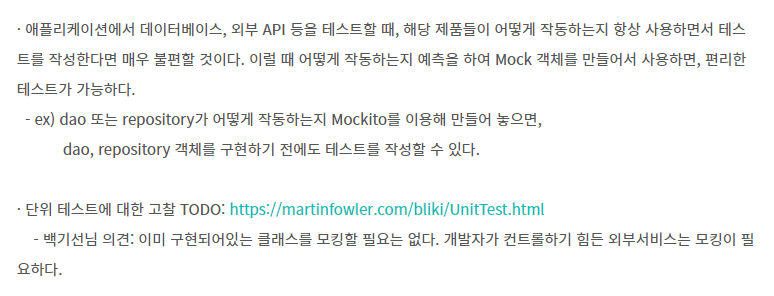 · 애플리케이션에서 데이터베이스, 외부 API 등을 테스트할 때, 해당 제품들이 어떻게 작동하는지 항상 사용하면서 테스
트를 작성한다면 매우 불편할 것이다. 이럴 때 어떻게 작동하는지 예측을 하여 Mock 객체를 만들어서 사용하면, 편리한
테스트가 가능하다.
- ex) dao 또는 repository가 어떻게 작동하는지 Mockito를 이용해 만들어 놓으면,
dao, repository 객체를 구현하기 전에도 테스트를 작성할 수 있다.
· 단위 테스트에 대한 고찰 TODO: https://martinfowler.com/bliki/UnitTest.html
- 백기선님 의견: 이미 구현되어있는 클래스를 모킹할 필요는 없다. 개발자가 컨트롤하기 힘든 외부서비스는 모킹이 필
요하다.